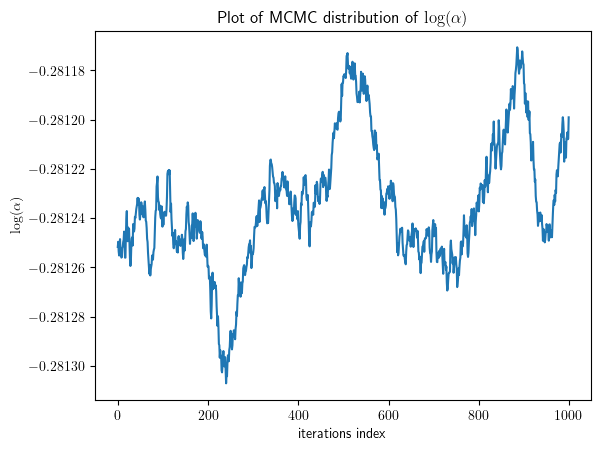 Plot of MCMC distribution of log(α)
−0.28118
−0.28120
−0.28122
−0.28124
−0.28126
−0.28128
−0.28130
log(α)
0 200 400 600 800 1000
iterations index